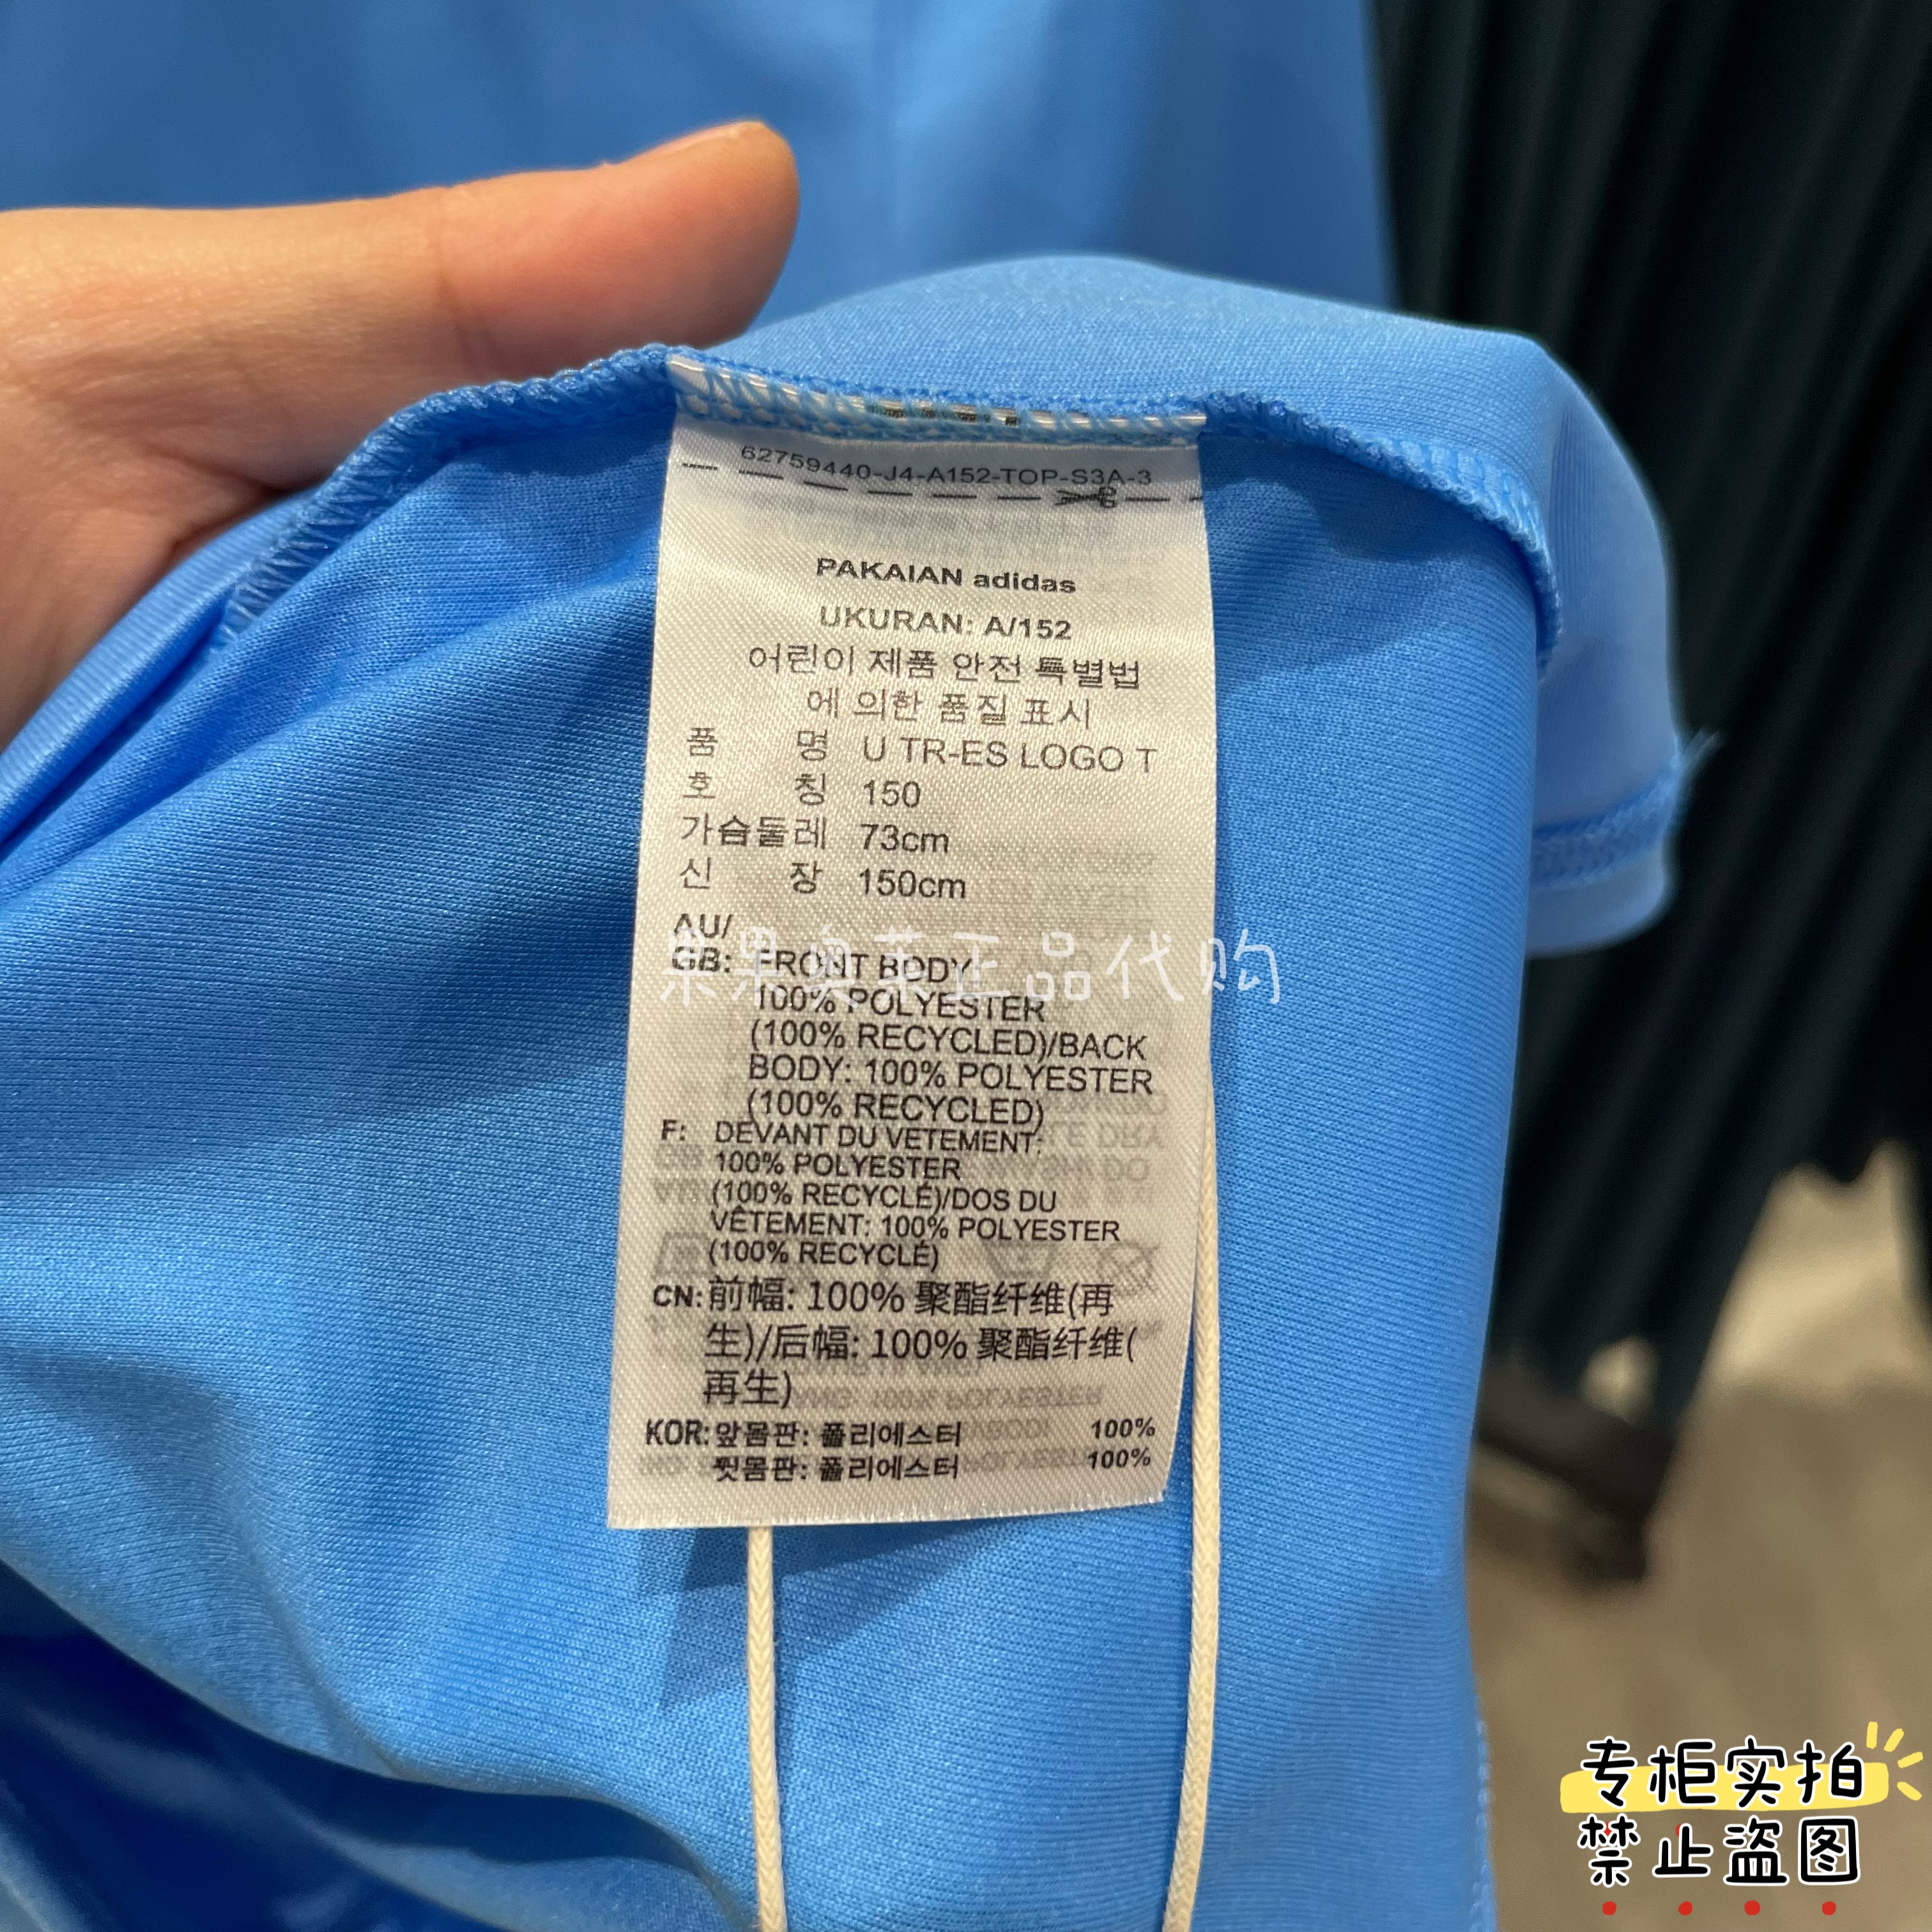 62759440-J4-A152-TOP-S3A-3
PAKAIAN adidas
UKURAN: A/152
어린이 제품 안전 특별법
에 의한 품질 표시
품 명 U TR-ES LOGO T
호 칭 150
가슴둘레 73cm
신 장 150cm
AU/
GB: FRONT BODY:
100% POLYESTER
(100% RECYCLED)/BACK
BODY: 100% POLYESTER
(100% RECYCLED)
F: DEVANT DU VETEMENT:
100% POLYESTER
(100% RECYCLÉ)/DOS DU
VÊTEMENT: 100% POLYESTER
(100% RECYCLÉ)
CN: 前幅: 100% 聚酯纤维(再
生)/后幅: 100% 聚酯纤维(
再生)
KOR: 앞몸판: 폴리에스터 100%
뒷몸판: 폴리에스터 100%
果果奥莱正品代购
专柜实拍
禁止盗图